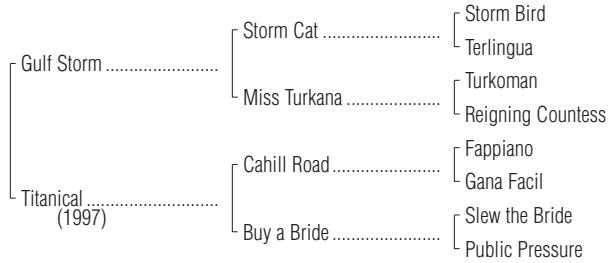 Storm Bird
Storm Cat ..............................
Terlingua
Gulf Storm .............................
Turkoman
Miss Turkana ........................
Reigning Countess
Fappiano
Cahill Road ............................
Gana Facil
Titanical ..................................
(1997)
Slew the Bride
Buy a Bride ............................
Public Pressure